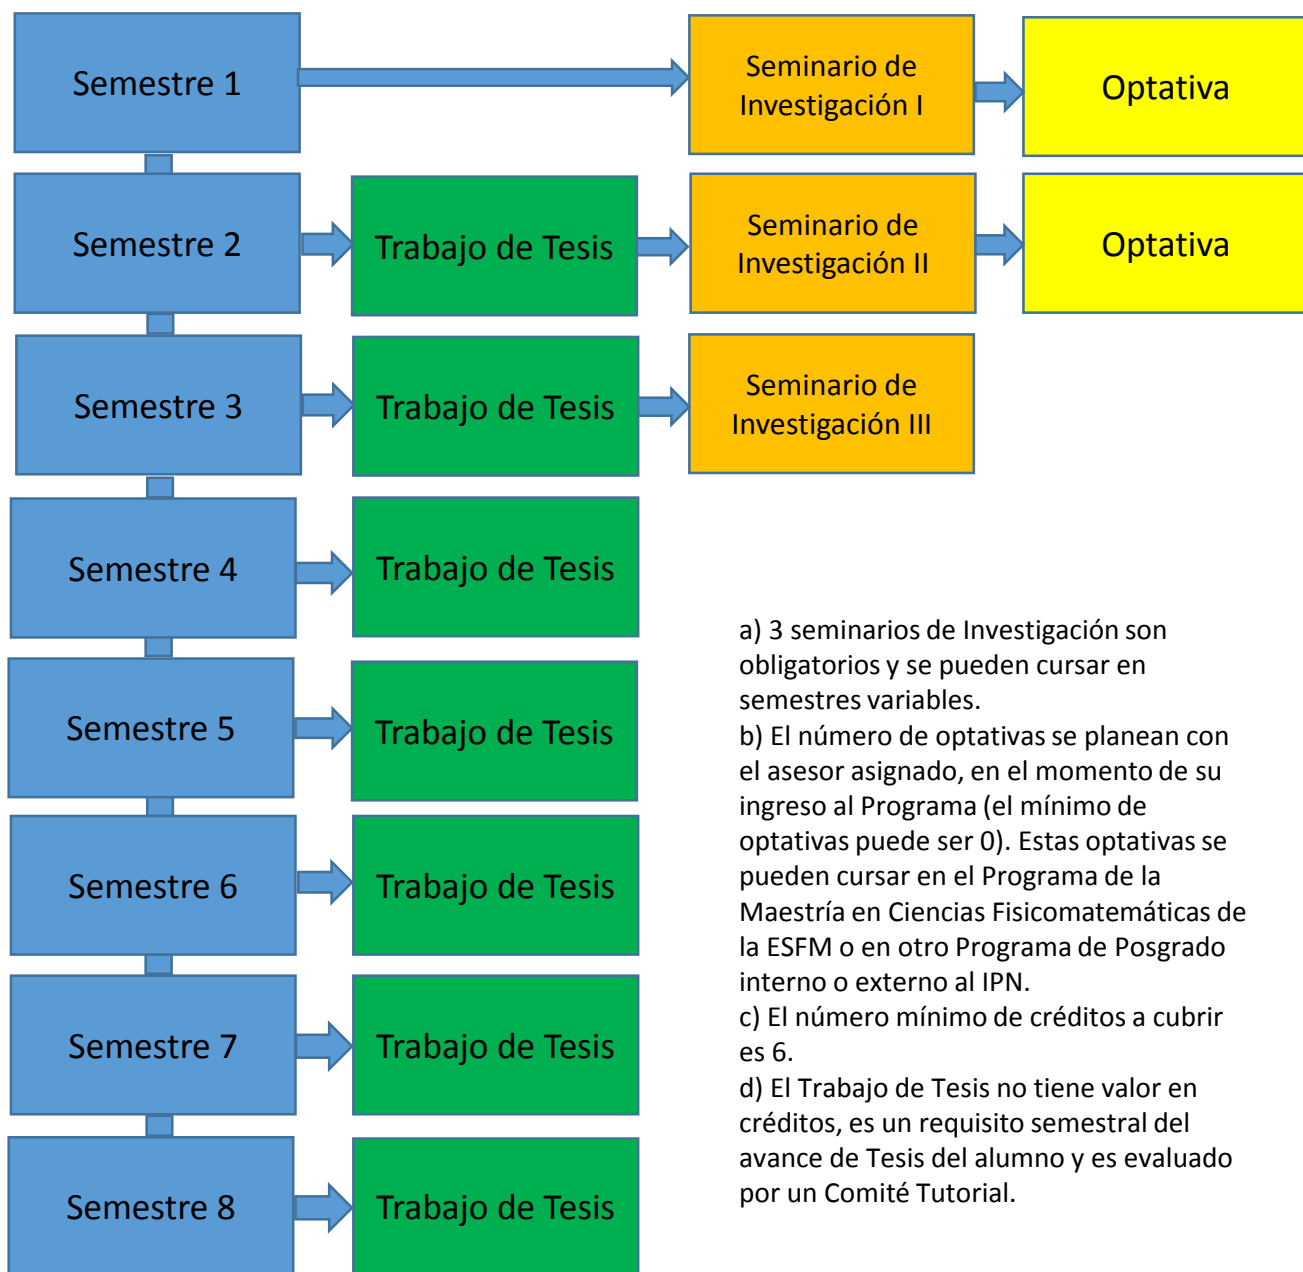 Semestre 1
Seminario de
Investigación I
Optativa
Semestre 2
Trabajo de Tesis
Seminario de
Investigación II
Optativa
Semestre 3
Trabajo de Tesis
Seminario de
Investigación III
Semestre 4
Trabajo de Tesis
Semestre 5
Trabajo de Tesis
Semestre 6
Trabajo de Tesis
Semestre 7
Trabajo de Tesis
Semestre 8
Trabajo de Tesis
a) 3 seminarios de Investigación son
obligatorios y se pueden cursar en
semestres variables.
b) El número de optativas se planean con
el asesor asignado, en el momento de su
ingreso al Programa (el mínimo de
optativas puede ser 0). Estas optativas se
pueden cursar en el Programa de la
Maestría en Ciencias Fisicomatemáticas de
la ESFM o en otro Programa de Posgrado
interno o externo al IPN.
c) El número mínimo de créditos a cubrir
es 6.
d) El Trabajo de Tesis no tiene valor en
créditos, es un requisito semestral del
avance de Tesis del alumno y es evaluado
por un Comité Tutorial.